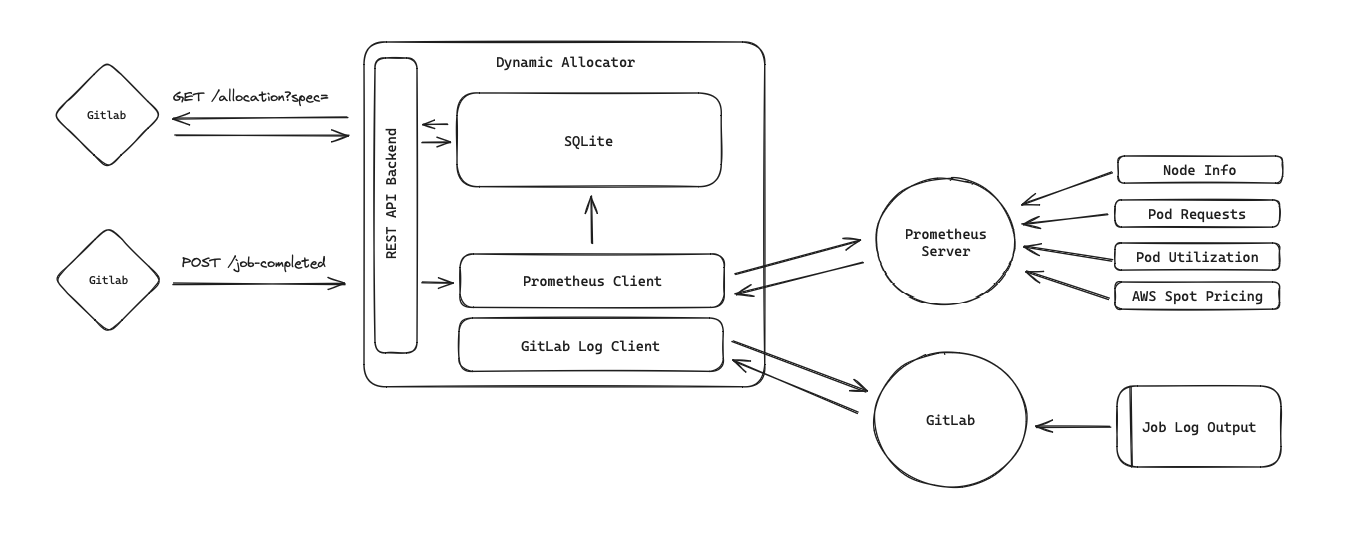 Dynamic Allocator
Gitlab
GET /allocation?spec=
REST API Backend
SQLite
Gitlab
POST /job-completed
Prometheus Client
GitLab Log Client
Prometheus
Server
Node Info
Pod Requests
Pod Utilization
AWS Spot Pricing
GitLab
Job Log Output